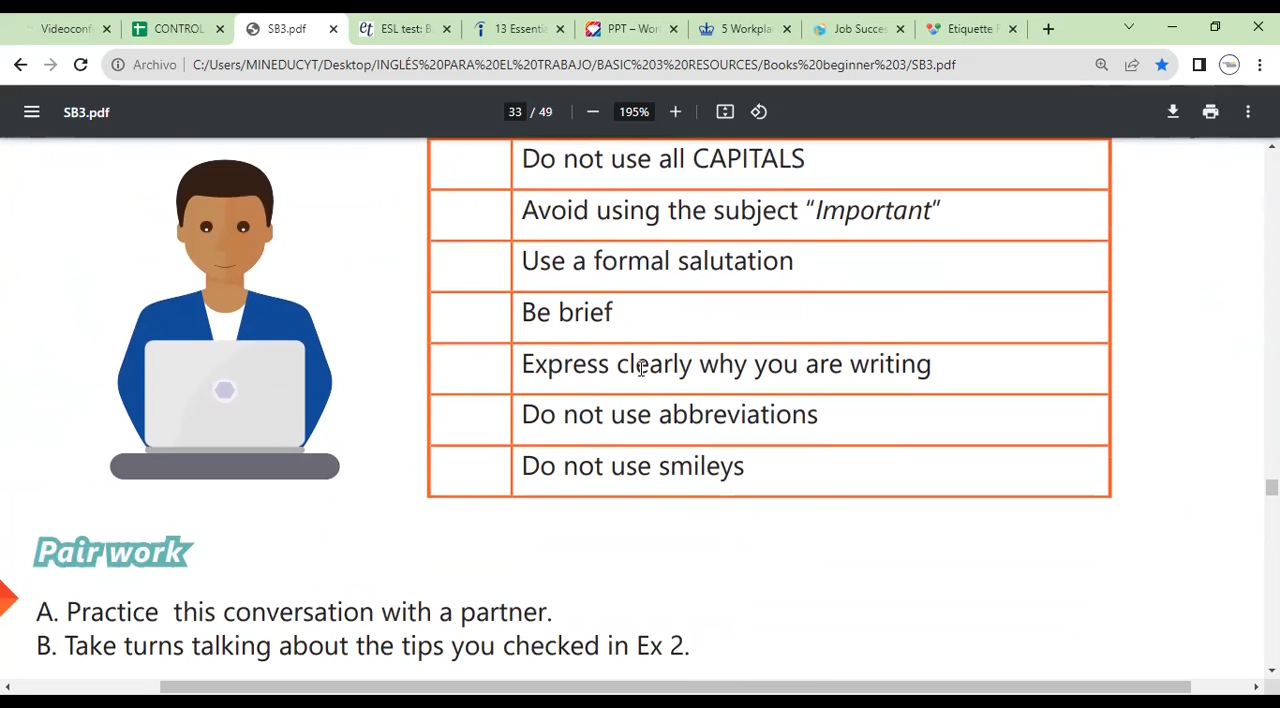 Videoconf
CONTROL
SB3.pdf
ESL test: B
13 Essenti
PPT – Wor
5 Workpla
Job Succes
Etiquette
Archivo
C:/Users/MINEDUCYT/Desktop/INGLÉS%20PARA%20EL%20TRABAJO/BASIC%203%20RESOURCES/Books%20beginner%203/SB3.pdf
SB3.pdf
33 / 49
195%
Do not use all CAPITALS
Avoid using the subject “Important”
Use a formal salutation
Be brief
Express clearly why you are writing
Do not use abbreviations
Do not use smileys
Pair work
A. Practice this conversation with a partner.
B. Take turns talking about the tips you checked in Ex 2.